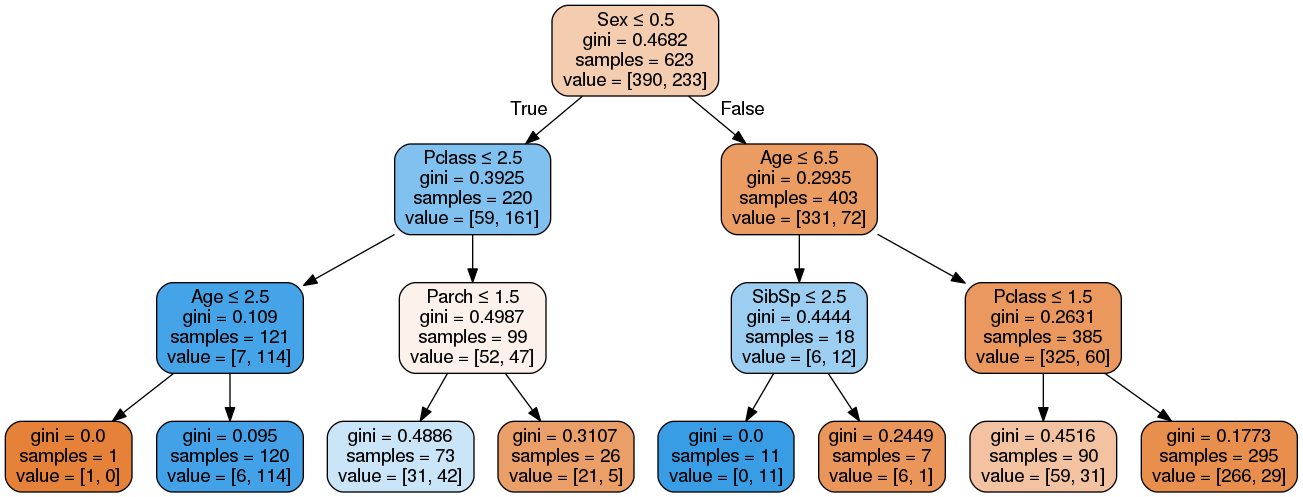 Sex ≤ 0.5
gini = 0.4682
samples = 623
value = [390, 233]
True
False
Pclass ≤ 2.5
gini = 0.3925
samples = 220
value = [59, 161]
Age ≤ 6.5
gini = 0.2935
samples = 403
value = [331, 72]
Age ≤ 2.5
gini = 0.109
samples = 121
value = [7, 114]
Parch ≤ 1.5
gini = 0.4987
samples = 99
value = [52, 47]
SibSp ≤ 2.5
gini = 0.4444
samples = 18
value = [6, 12]
Pclass ≤ 1.5
gini = 0.2631
samples = 385
value = [325, 60]
gini = 0.0
samples = 1
value = [1, 0]
gini = 0.095
samples = 120
value = [6, 114]
gini = 0.4886
samples = 73
value = [31, 42]
gini = 0.3107
samples = 26
value = [21, 5]
gini = 0.0
samples = 11
value = [0, 11]
gini = 0.2449
samples = 7
value = [6, 1]
gini = 0.4516
samples = 90
value = [59, 31]
gini = 0.1773
samples = 295
value = [266, 29]